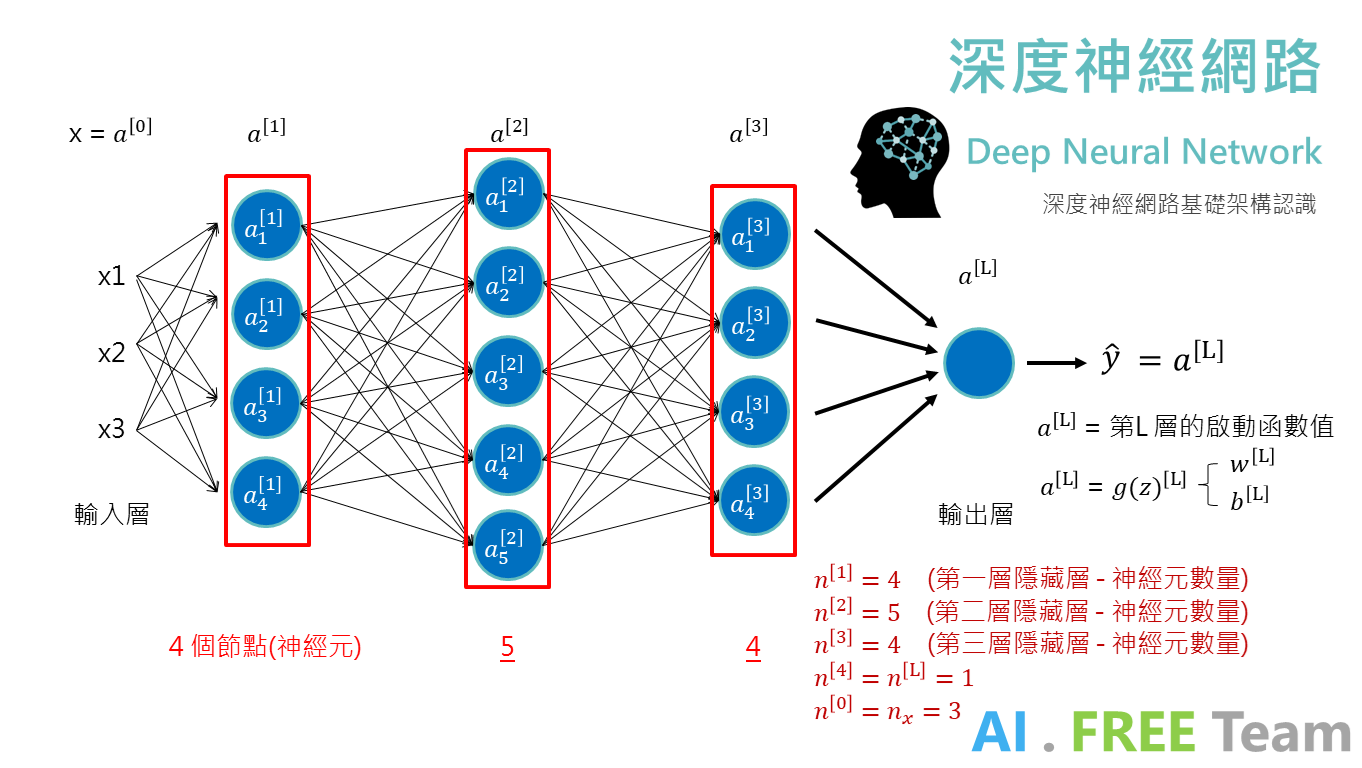 深度神經網路
Deep Neural Network
深度神經網路基礎架構認識
x = a^[0]
a^[1]
a^[2]
a^[3]
a^[L]
x1
x2
x3
輸入層
a_1^[1]
a_2^[1]
a_3^[1]
a_4^[1]
a_1^[2]
a_2^[2]
a_3^[2]
a_4^[2]
a_5^[2]
a_1^[3]
a_2^[3]
a_3^[3]
a_4^[3]
ŷ = a^[L]
a^[L] = 第L 層的啟動函數值
a^[L] = g(z)^[L]
w^[L]
b^[L]
輸出層
4 個節點(神經元)
5
4
n^[1] = 4 (第一層隱藏層 - 神經元數量)
n^[2] = 5 (第二層隱藏層 - 神經元數量)
n^[3] = 4 (第三層隱藏層 - 神經元數量)
n^[4] = n^[L] = 1
n^[0] = n_x = 3
AI . FREE Team